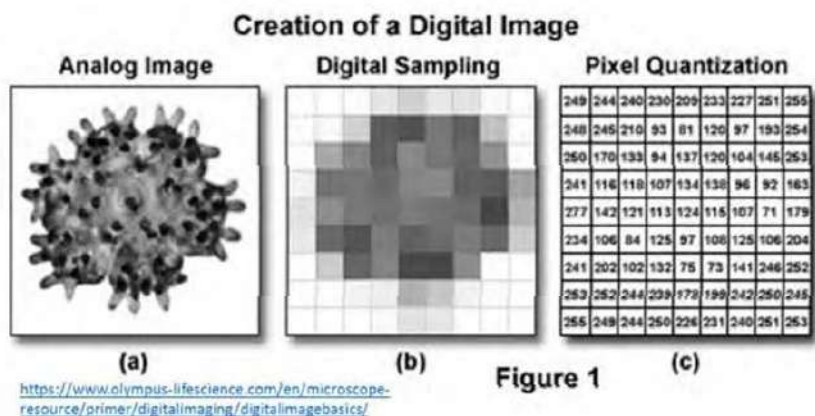 Creation of a Digital Image
Analog Image
Digital Sampling
Pixel Quantization
249 244 240 230 209 233 227 251 255
248 245 210 93 81 120 97 193 254
250 170 133 94 137 120 104 145 253
241 116 118 107 134 138 96 92 163
277 142 121 113 124 115 107 71 179
234 106 84 125 97 108 125 106 204
241 202 102 132 75 73 141 246 252
253 252 244 239 178 199 242 250 245
255 249 244 250 226 231 240 251 253
(a)
(b)
(c)
Figure 1
https://www.olympus-lifescience.com/en/microscope-
resource/primer/digitalimaging/digitalimagebasics/